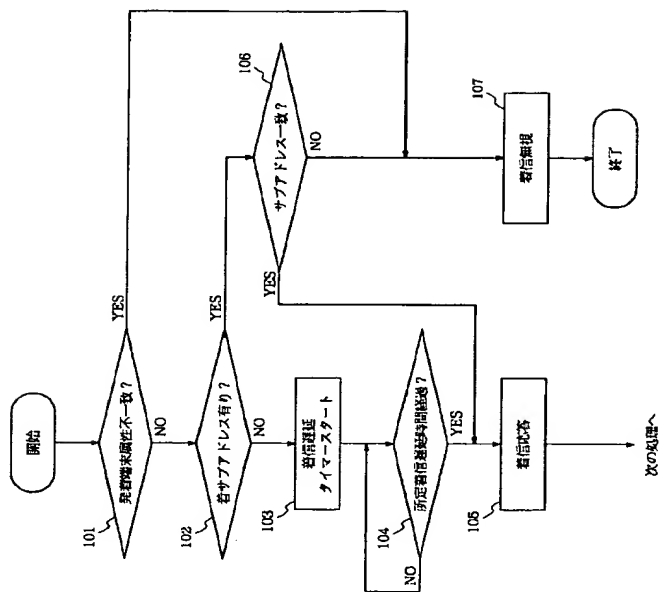 開始
101
発着端末属性不一致?
YES
NO
102
着サブアドレス有り?
YES
NO
103
着信遅延
タイマースタート
104
所定着信遅延時間経過?
NO
YES
105
着信応答
次の処理へ
106
サブアドレス一致?
YES
NO
107
着信無視
終了